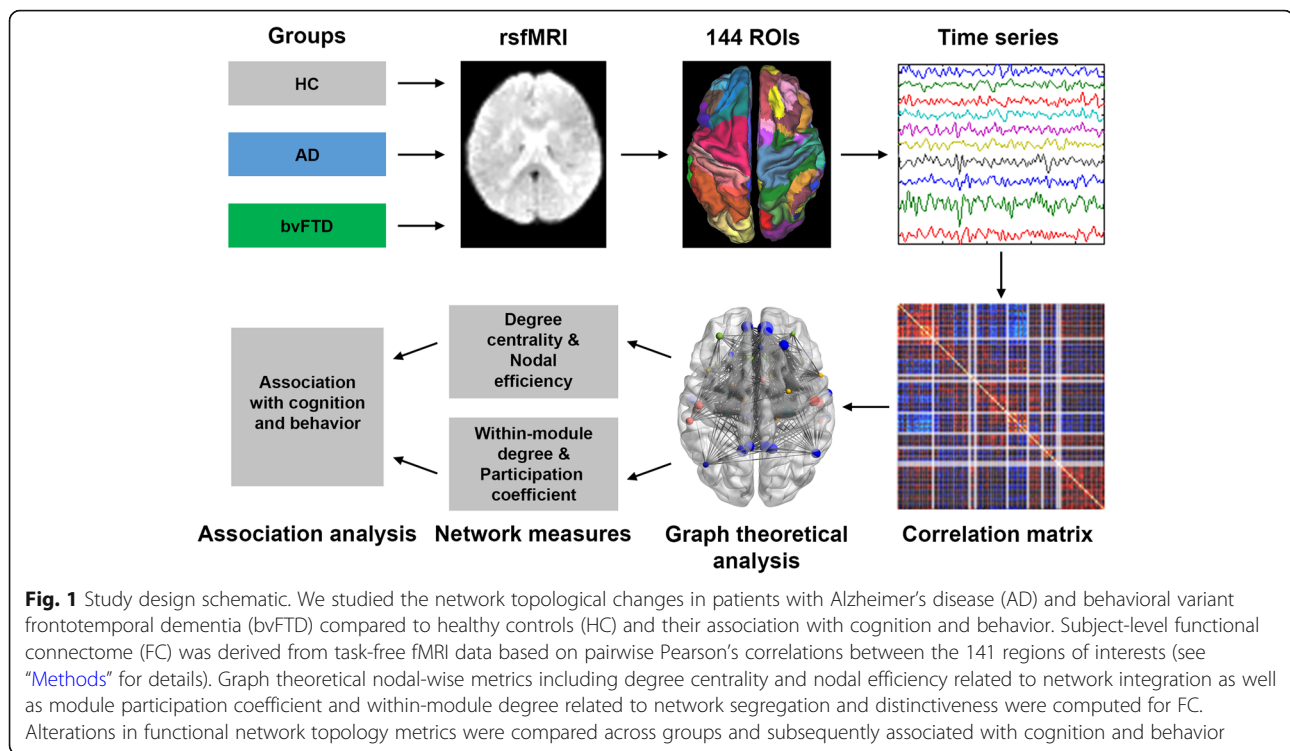 Groups
rsfMRI
144 ROIs
Time series
HC
AD
bvFTD
Association
with cognition
and behavior
Degree
centrality &
Nodal
efficiency
Within-module
degree &
Participation
coefficient
Association analysis
Network measures
Graph theoretical
analysis
Correlation matrix
Fig. 1 Study design schematic. We studied the network topological changes in patients with Alzheimer's disease (AD) and behavioral variant
frontotemporal dementia (bvFTD) compared to healthy controls (HC) and their association with cognition and behavior. Subject-level functional
connectome (FC) was derived from task-free fMRI data based on pairwise Pearson's correlations between the 141 regions of interests (see
“Methods” for details). Graph theoretical nodal-wise metrics including degree centrality and nodal efficiency related to network integration as well
as module participation coefficient and within-module degree related to network segregation and distinctiveness were computed for FC.
Alterations in functional network topology metrics were compared across groups and subsequently associated with cognition and behavior